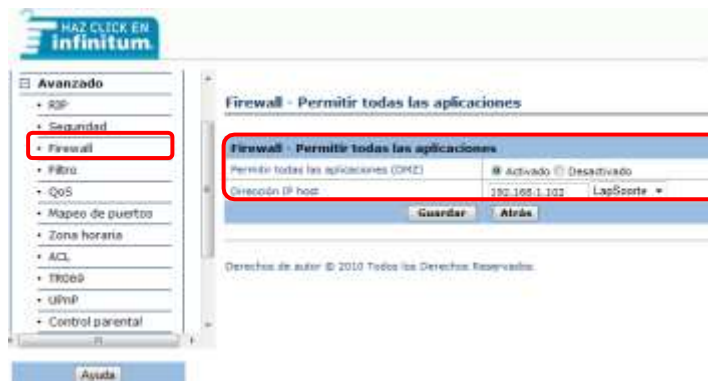 HAZ CLICK EN
infinitum
Avanzado
RIP
Seguridad
Firewall
Filtro
QoS
Mapeo de puertos
Zona horaria
ACL
TR069
UPnP
Control parental
Ayuda
Firewall - Permitir todas las aplicaciones
Firewall - Permitir todas las aplicaciones
Permitir todas las aplicaciones (DMZ)
Activado Desactivado
Dirección IP host
192.168.1.102 LapSoorte
Guardar Atrás
Derechos de autor © 2010 Todos los Derechos Reservados.